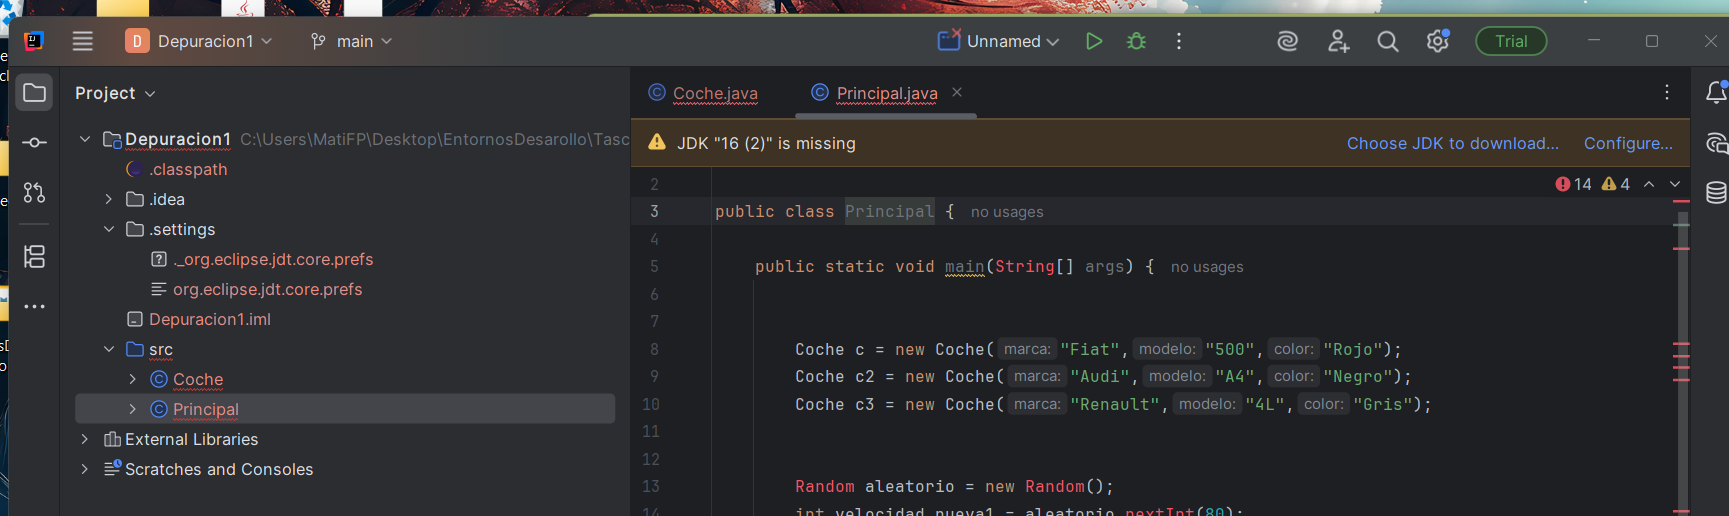 D Depuracion1 main Unnamed Trial
Project
Coche.java Principal.java
Depuracion1 C:\Users\MatiFP\Desktop\EntornosDesarollo\Tasc
JDK "16 (2)" is missing Choose JDK to download... Configure...
.classpath
.idea
.settings
._org.eclipse.jdt.core.prefs
org.eclipse.jdt.core.prefs
Depuracion1.iml
src
Coche
Principal
External Libraries
Scratches and Consoles
14 4
2
3 public class Principal { no usages
4
5 public static void main(String[] args) { no usages
6
7
8 Coche c = new Coche( marca: "Fiat", modelo: "500", color: "Rojo");
9 Coche c2 = new Coche( marca: "Audi", modelo: "A4", color: "Negro");
10 Coche c3 = new Coche( marca: "Renault", modelo: "4L", color: "Gris");
11
12
13 Random aleatorio = new Random();
14 int velocidad_nueva1 = aleatorio.nextInt(80);